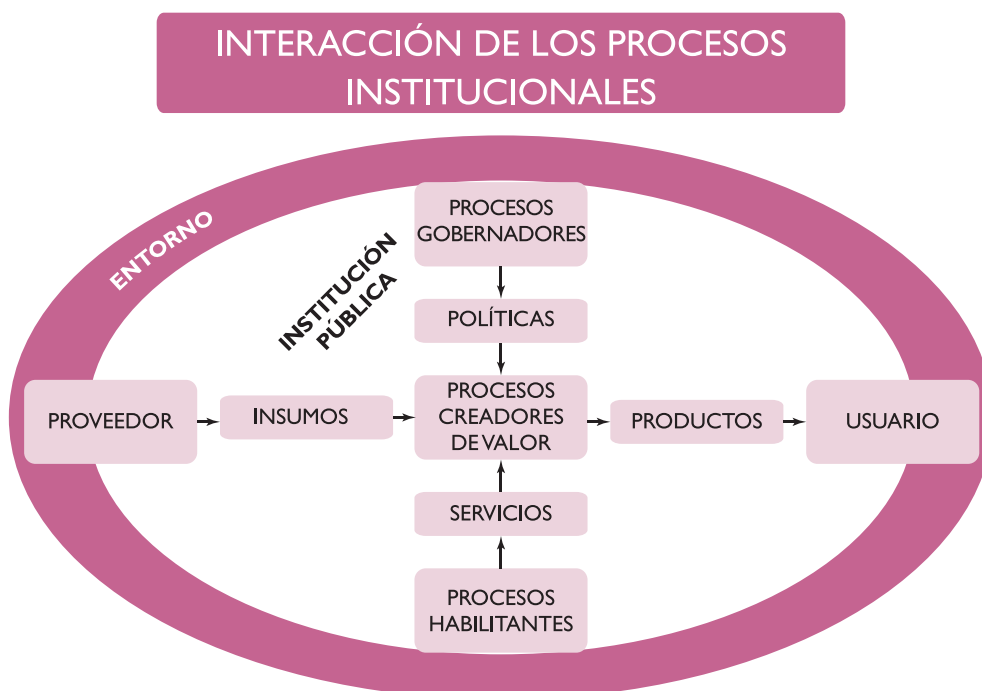 INTERACCIÓN DE LOS PROCESOS
INSTITUCIONALES
ENTORNO
INSTITUCIÓN
PÚBLICA
PROCESOS
GOBERNADORES
POLÍTICAS
PROVEEDOR
INSUMOS
PROCESOS
CREADORES
DE VALOR
PRODUCTOS
USUARIO
SERVICIOS
PROCESOS
HABILITANTES